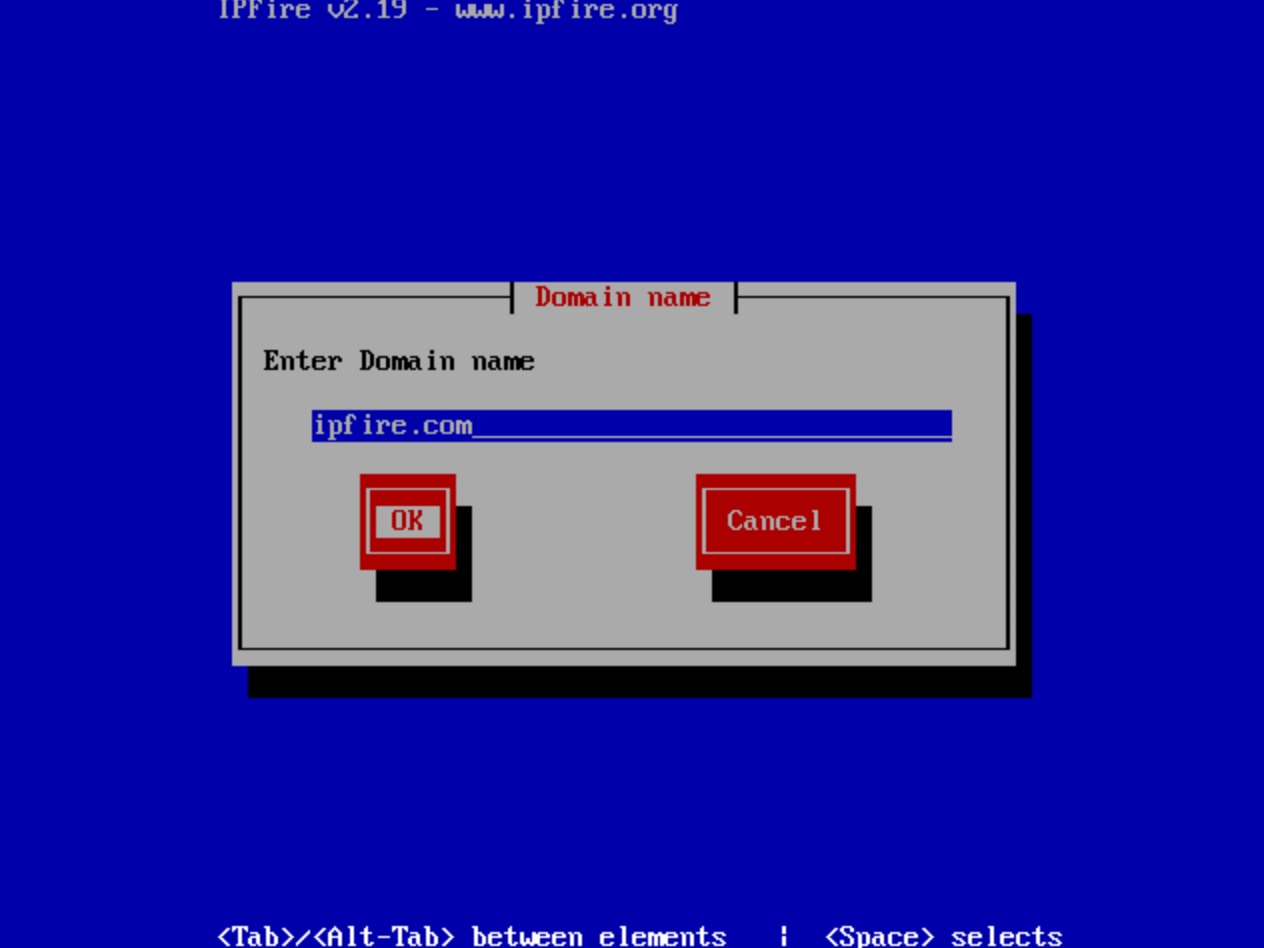 IPFire v2.19 - www.ipfire.org
Domain name
Enter Domain name
ipfire.com
OK
Cancel
<Tab>/<Alt-Tab> between elements | <Space> selects